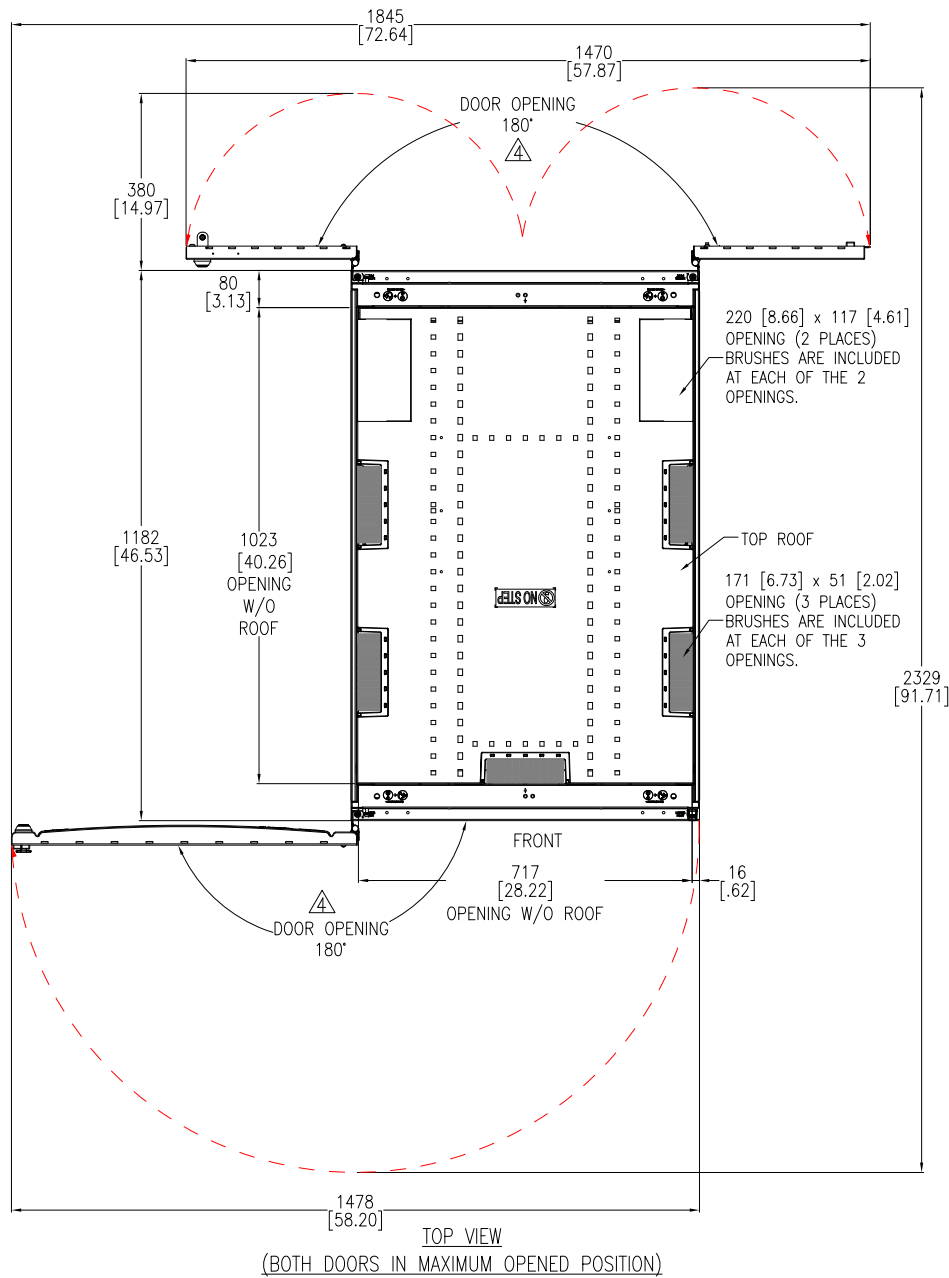 1845
[72.64]
1470
[57.87]
DOOR OPENING
180°
4
380
[14.97]
80
[3.13]
220 [8.66] x 117 [4.61]
OPENING (2 PLACES)
BRUSHES ARE INCLUDED
AT EACH OF THE 2
OPENINGS.
1182
[46.53]
1023
[40.26]
OPENING
W/O
ROOF
TOP ROOF
NO STEP
171 [6.73] x 51 [2.02]
OPENING (3 PLACES)
BRUSHES ARE INCLUDED
AT EACH OF THE 3
OPENINGS.
2329
[91.71]
FRONT
717
[28.22]
OPENING W/O ROOF
16
[.62]
4
DOOR OPENING
180°
1478
[58.20]
TOP VIEW
(BOTH DOORS IN MAXIMUM OPENED POSITION)